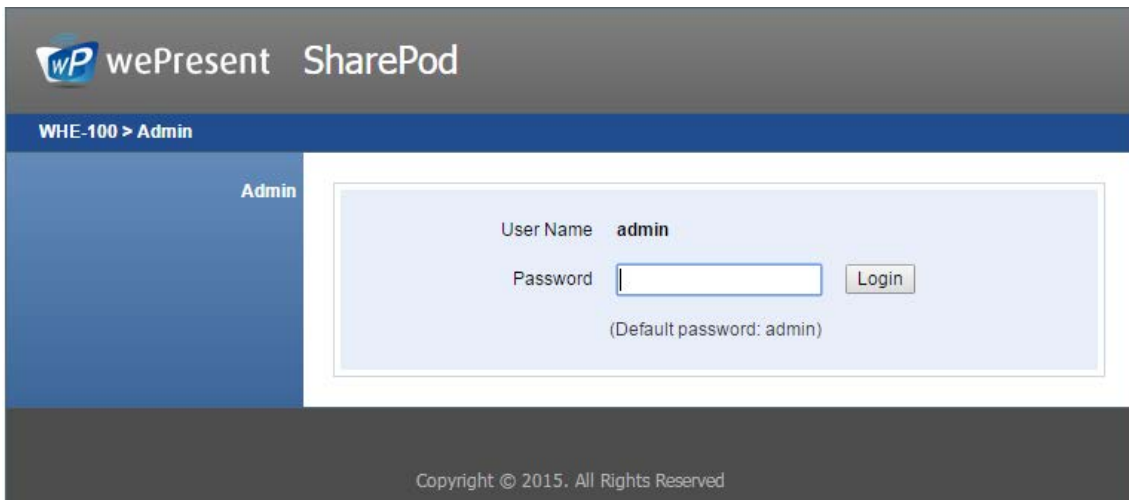 wP wePresent SharePod
WHE-100 > Admin
Admin
User Name admin
Password Login
(Default password: admin)
Copyright © 2015. All Rights Reserved